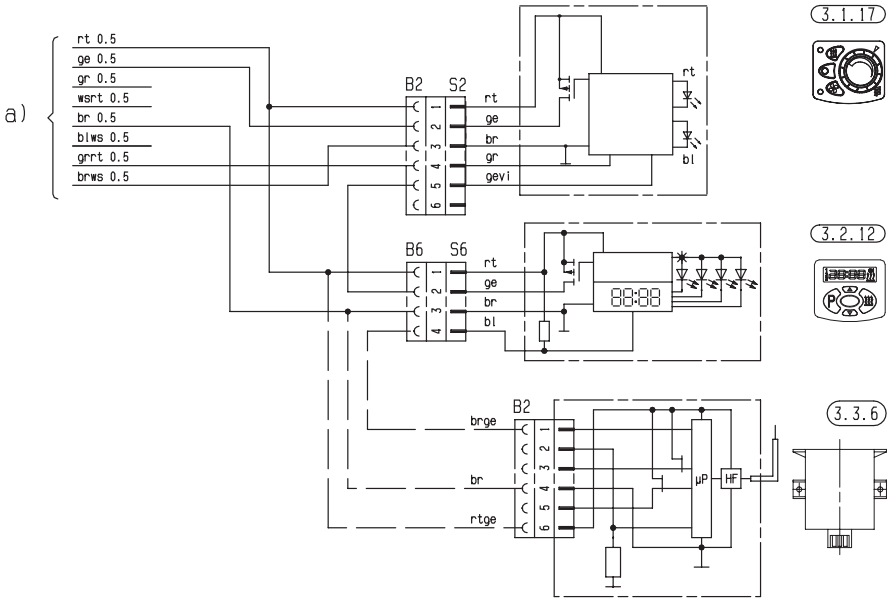 a)
rt 0.5
ge 0.5
gr 0.5
wsrt 0.5
br 0.5
blws 0.5
grrt 0.5
brws 0.5
B2 S2
1
2
3
4
5
6
rt
ge
br
gr
gevi
rt
bl
3.1.17
B6 S6
1
2
3
4
rt
ge
br
bl
88:88
3.2.12
P
B2
1
2
3
4
5
6
brge
br
rtge
µP
HF
3.3.6